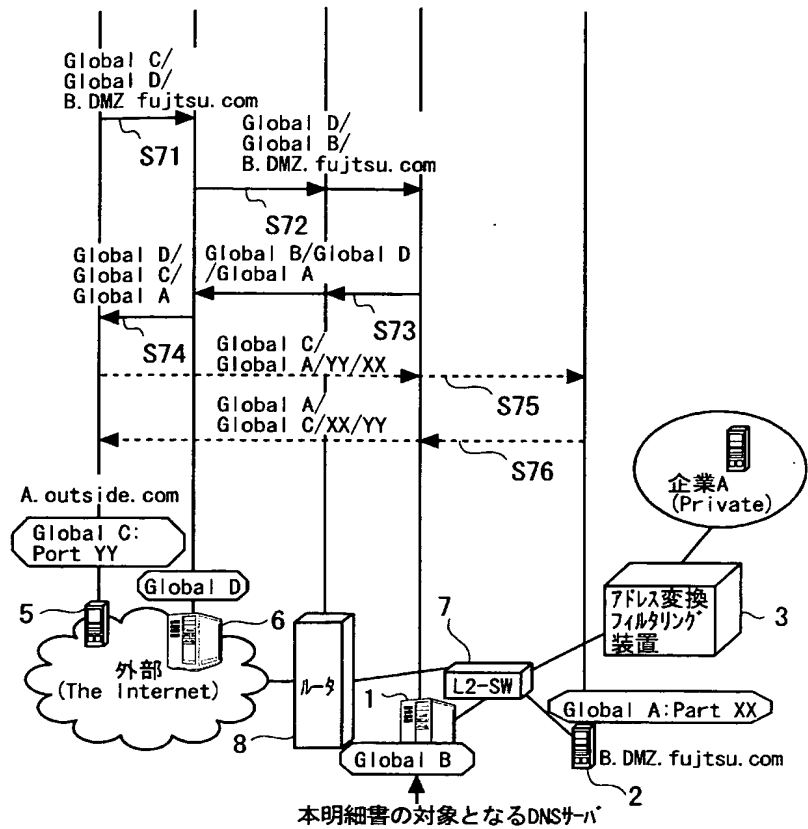 Global C/
Global D/
B.DMZ fujtsu.com
S71
Global D/
Global B/
B.DMZ.fujtsu.com
S72
Global D/
Global C/
Global A
Global B/Global D
/Global A
S74
S73
Global C/
Global A/YY/XX
S75
Global A/
Global C/XX/YY
S76
企業A
(Private)
A.outside.com
Global C:
Port YY
Global D
5
6
外部
(The Internet)
ルータ
8
7
L2-SW
1
アドレス変換
フィルタリング
装置
3
Global A:Part XX
Global B
B.DMZ.fujtsu.com
2
本明細書の対象となるDNSサーバ